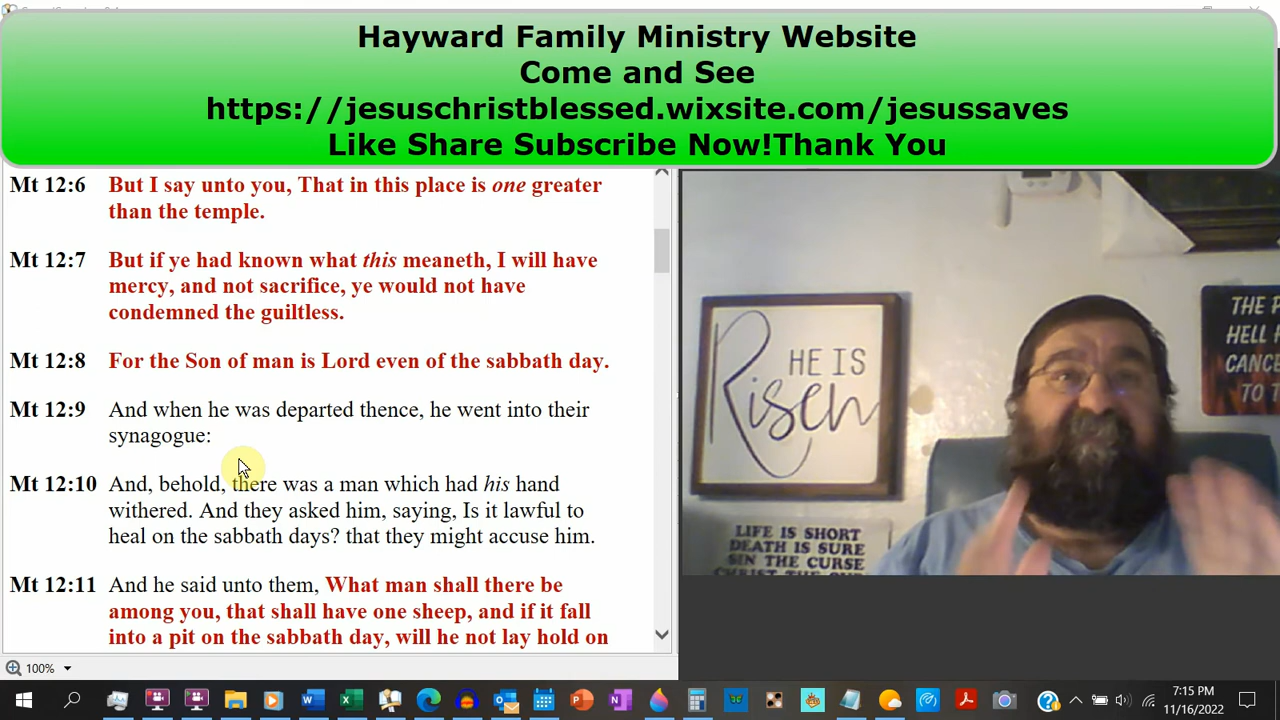 Hayward Family Ministry Website
Come and See
https://jesuschristblessed.wixsite.com/jesussaves
Like Share Subscribe Now!Thank You
Mt 12:6 But I say unto you, That in this place is one greater
than the temple.
Mt 12:7 But if ye had known what this meaneth, I will have
mercy, and not sacrifice, ye would not have
condemned the guiltless.
Mt 12:8 For the Son of man is Lord even of the sabbath day.
Mt 12:9 And when he was departed thence, he went into their
synagogue:
Mt 12:10 And, behold, there was a man which had his hand
withered. And they asked him, saying, Is it lawful to
heal on the sabbath days? that they might accuse him.
Mt 12:11 And he said unto them, What man shall there be
among you, that shall have one sheep, and if it fall
into a pit on the sabbath day, will he not lay hold on
100%
HE IS
Risen
LIFE IS SHORT
DEATH IS SURE
SIN THE CURSE
THE
HELL
TO
7:15 PM
11/16/2022